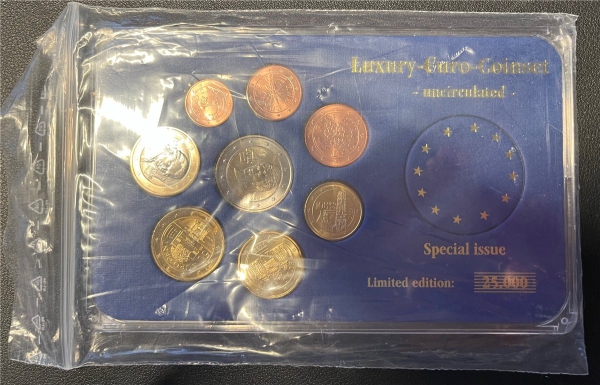 Luxury-Euro-Coinset
- uncirculated -
Special issue
Limited edition: 25.000